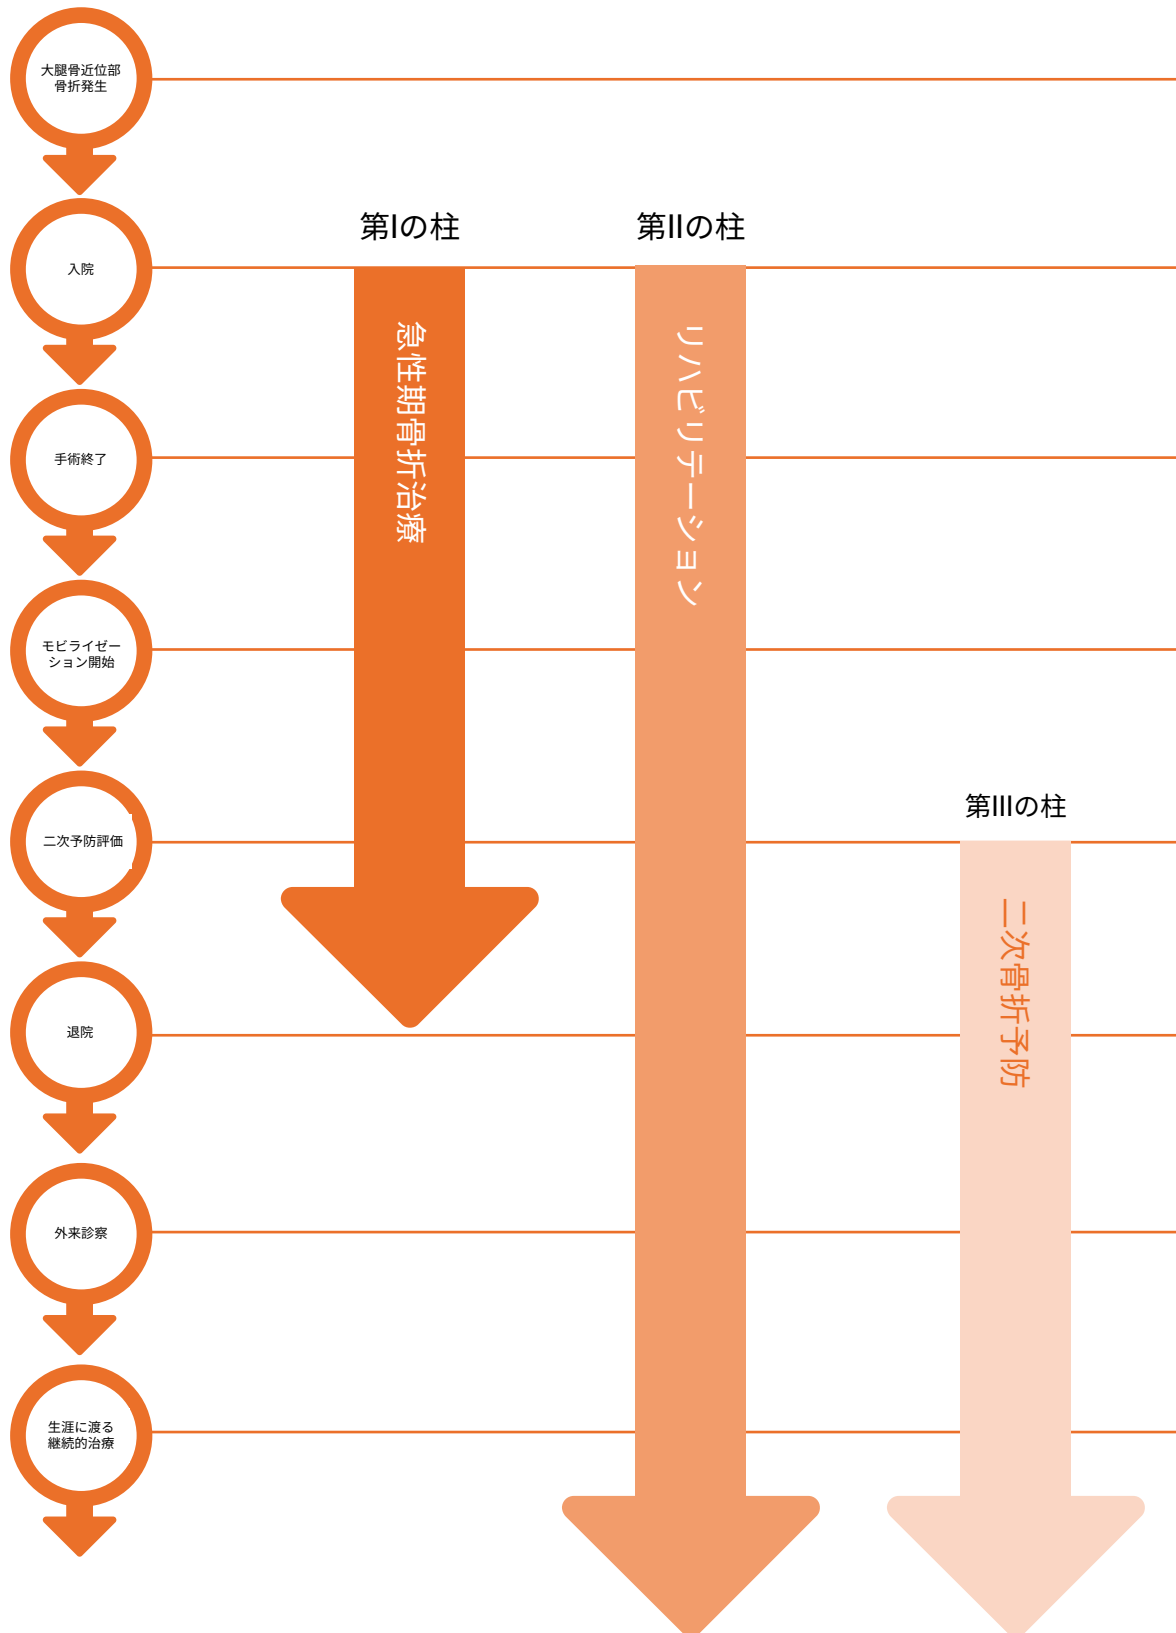 大腿骨近位部
骨折発生
入院
手術終了
モビライゼー
ション開始
二次予防評価
退院
外来診察
生涯に渡る
継続的治療
第Iの柱
急性期骨折治療
第IIの柱
リハビリテーション
第IIIの柱
二次骨折予防